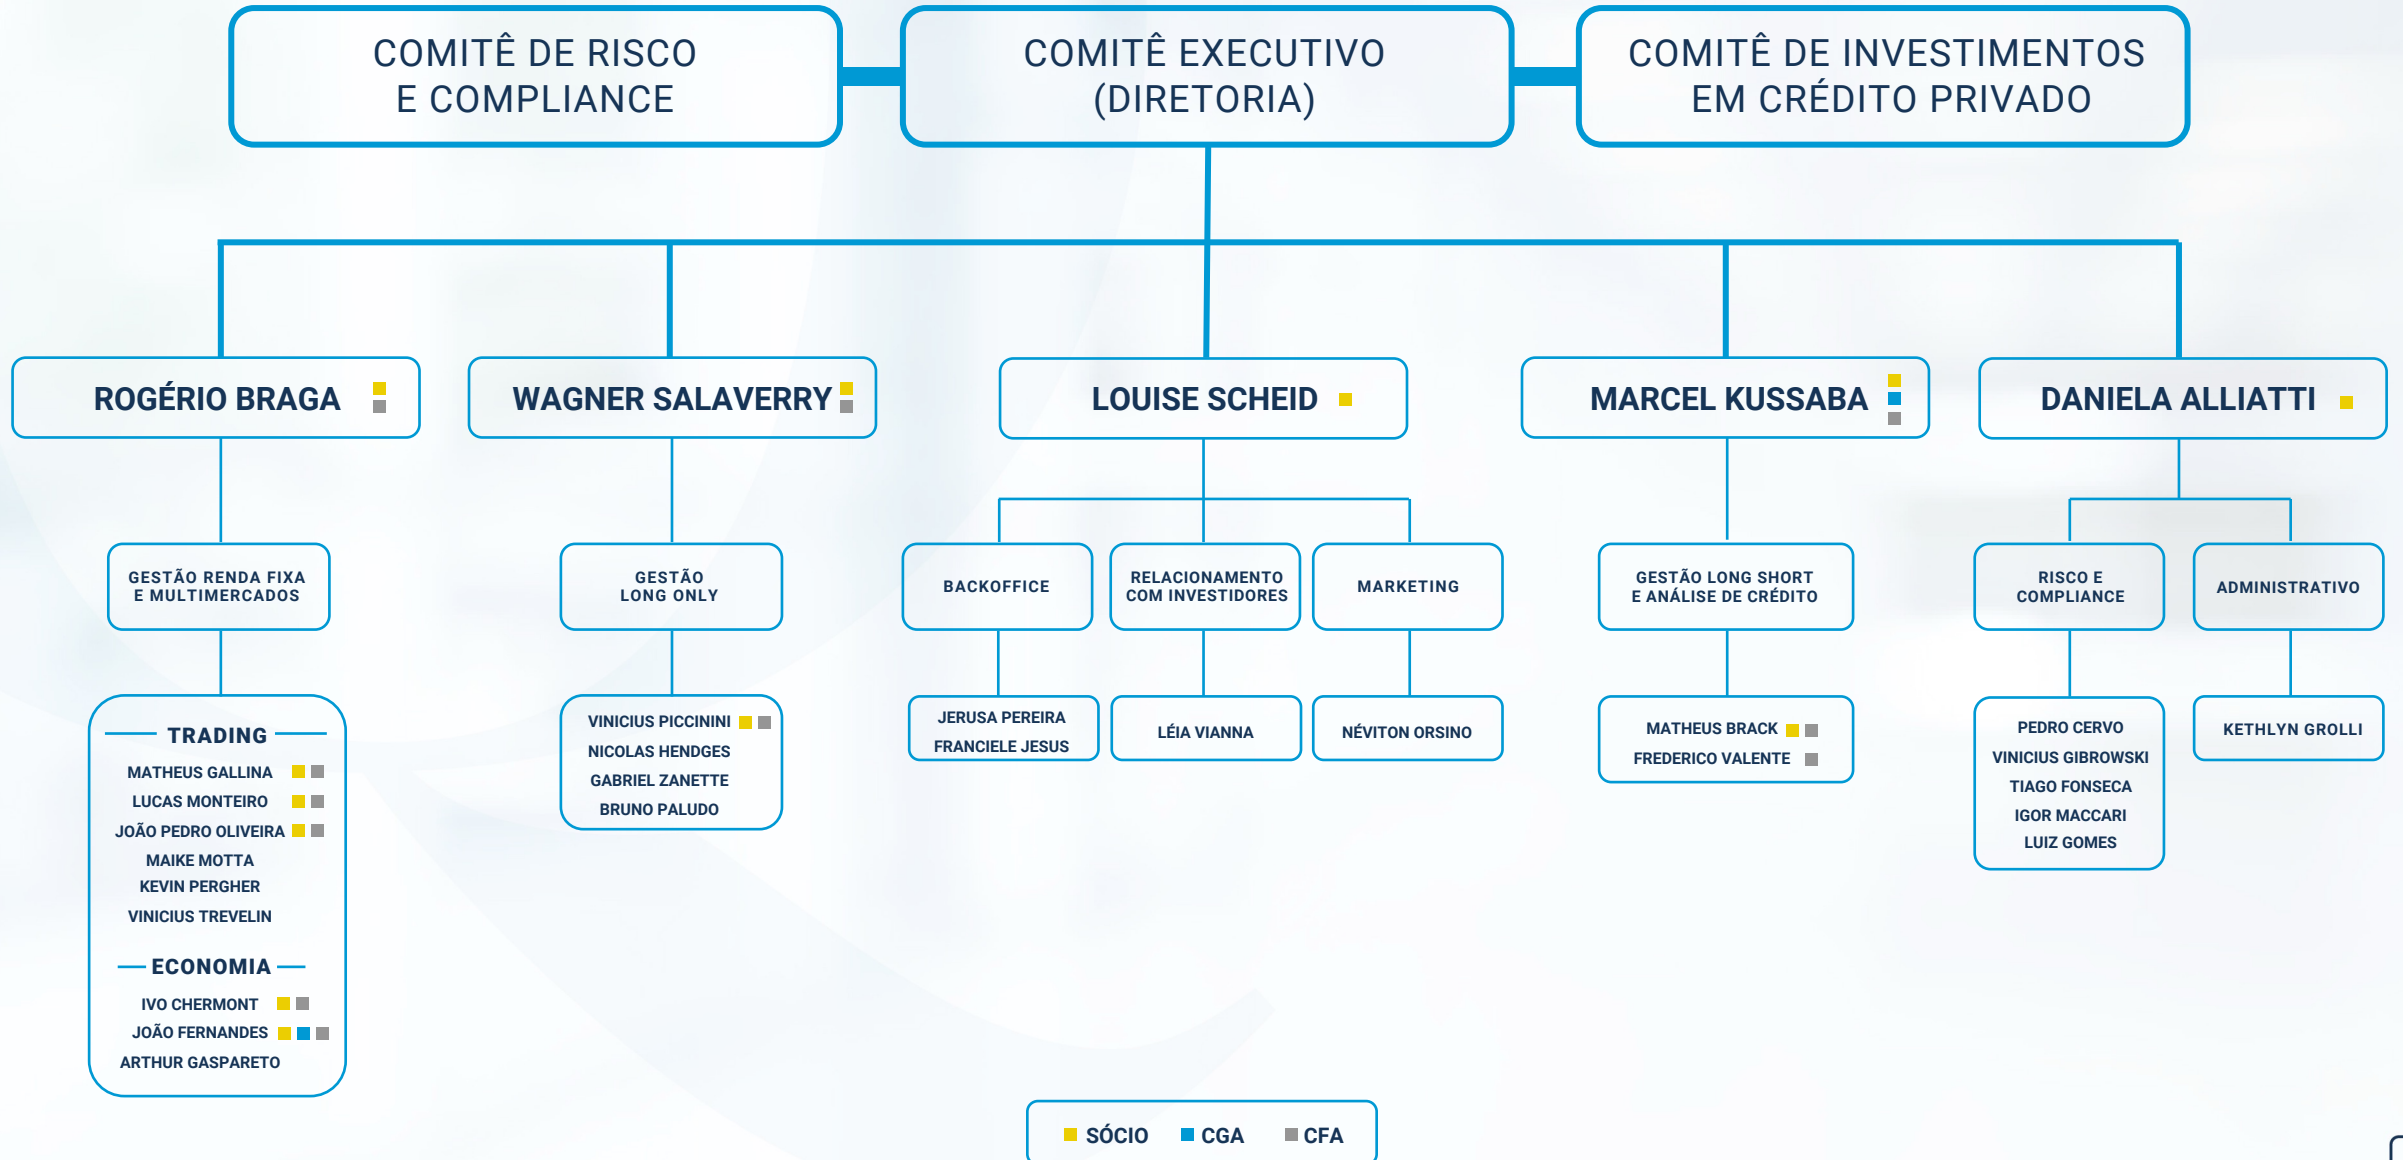 COMITÊ DE RISCO
E COMPLIANCE
COMITÊ EXECUTIVO
(DIRETORIA)
COMITÊ DE INVESTIMENTOS
EM CRÉDITO PRIVADO
ROGÉRIO BRAGA
WAGNER SALAVERRY
LOUISE SCHEID
MARCEL KUSSABA
DANIELA ALLIATTI
GESTÃO RENDA FIXA
E MULTIMERCADOS
GESTÃO
LONG ONLY
BACKOFFICE
RELACIONAMENTO
COM INVESTIDORES
MARKETING
GESTÃO LONG SHORT
E ANÁLISE DE CRÉDITO
RISCO E
COMPLIANCE
ADMINISTRATIVO
TRADING
MATHEUS GALLINA
LUCAS MONTEIRO
JOÃO PEDRO OLIVEIRA
MAIKE MOTTA
KEVIN PERGHER
VINICIUS TREVELIN
ECONOMIA
IVO CHERMONT
JOÃO FERNANDES
ARTHUR GASPARETO
VINICIUS PICCININI
NICOLAS HENDGES
GABRIEL ZANETTE
BRUNO PALUDO
JERUSA PEREIRA
FRANCIELE JESUS
LÉIA VIANNA
NÉVITON ORSINO
MATHEUS BRACK
FREDERICO VALENTE
PEDRO CERVO
VINICIUS GIBROWSKI
TIAGO FONSECA
IGOR MACCARI
LUIZ GOMES
KETHLYN GROLLI
SÓCIO
CGA
CFA